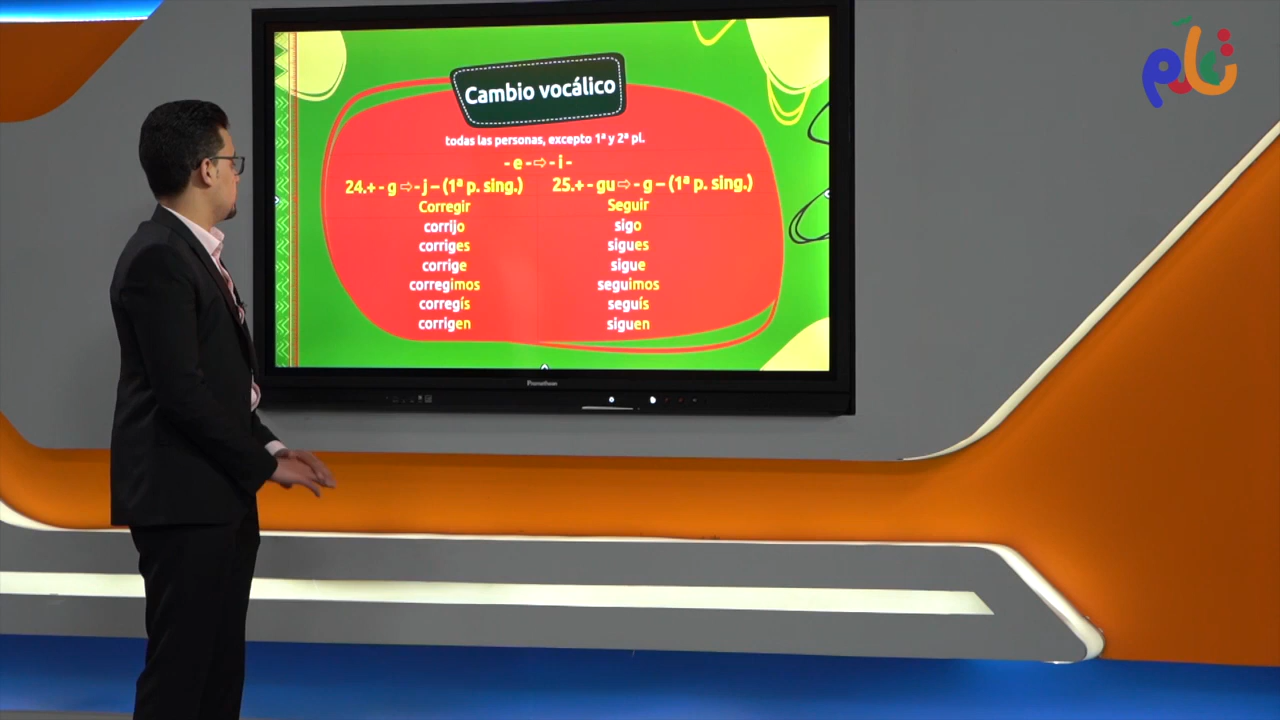 Cambio vocálico
todas las personas, excepto 1ª y 2ª pl.
- e - ⇨ - i -
24.+ - g ⇨ - j – (1ª p. sing.) 25.+ - gu ⇨ - g – (1ª p. sing.)
Corregir Seguir
corrijo sigo
corriges sigues
corrige sigue
corregimos seguimos
corregís seguís
corrigen siguen
Promethean